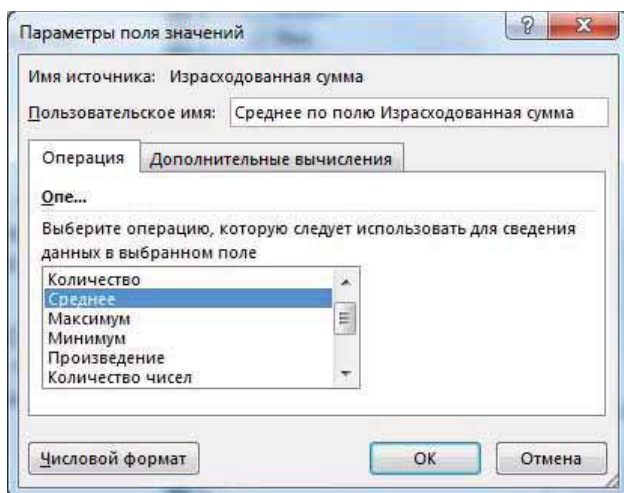 Параметры поля значений
Имя источника: Израсходованная сумма
Пользовательское имя: Среднее по полю Израсходованная сумма
Операция Дополнительные вычисления
Опе...
Выберите операцию, которую следует использовать для сведения
данных в выбранном поле
Количество
Среднее
Максимум
Минимум
Произведение
Количество чисел
Числовой формат ОК Отмена